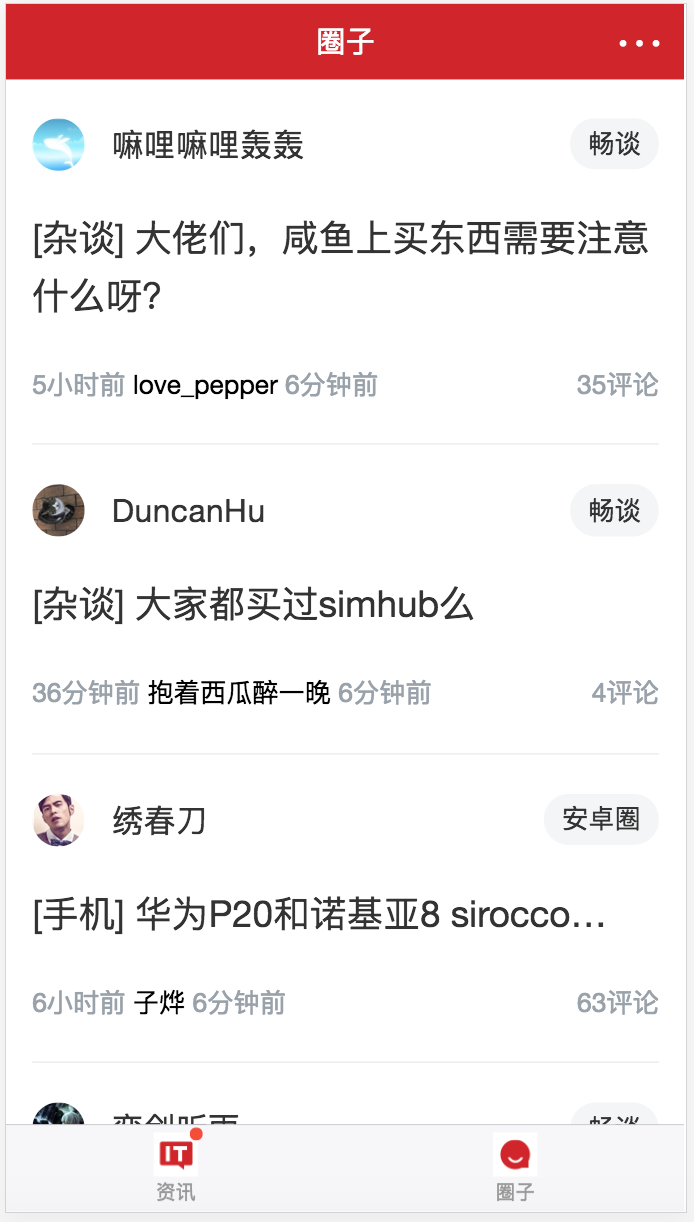 圈子
嘛哩嘛哩轰轰
畅谈
[杂谈] 大佬们，咸鱼上买东西需要注意
什么呀?
5小时前 love_pepper 6分钟前
35评论
DuncanHu
畅谈
[杂谈] 大家都买过simhub么
36分钟前 抱着西瓜醉一晚 6分钟前
4评论
绣春刀
安卓圈
[手机] 华为P20和诺基亚8 sirocco…
6小时前 子烨 6分钟前
63评论
畅谈
IT
资讯
圈子